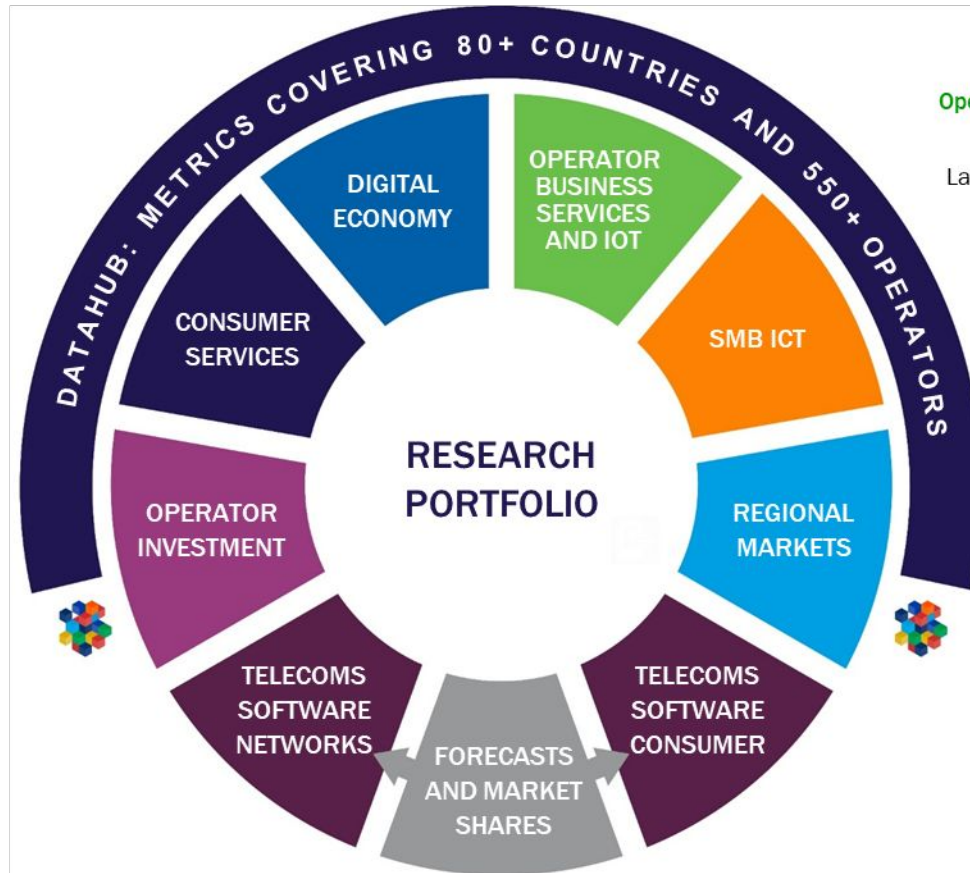 DATAHUB: METRICS COVERING 80+ COUNTRIES AND 550+ OPERATORS
Ope
La
DIGITAL
ECONOMY
OPERATOR
BUSINESS
SERVICES
AND IOT
CONSUMER
SERVICES
SMB ICT
RESEARCH
PORTFOLIO
OPERATOR
INVESTMENT
REGIONAL
MARKETS
TELECOMS
SOFTWARE
NETWORKS
FORECASTS
AND MARKET
SHARES
TELECOMS
SOFTWARE
CONSUMER